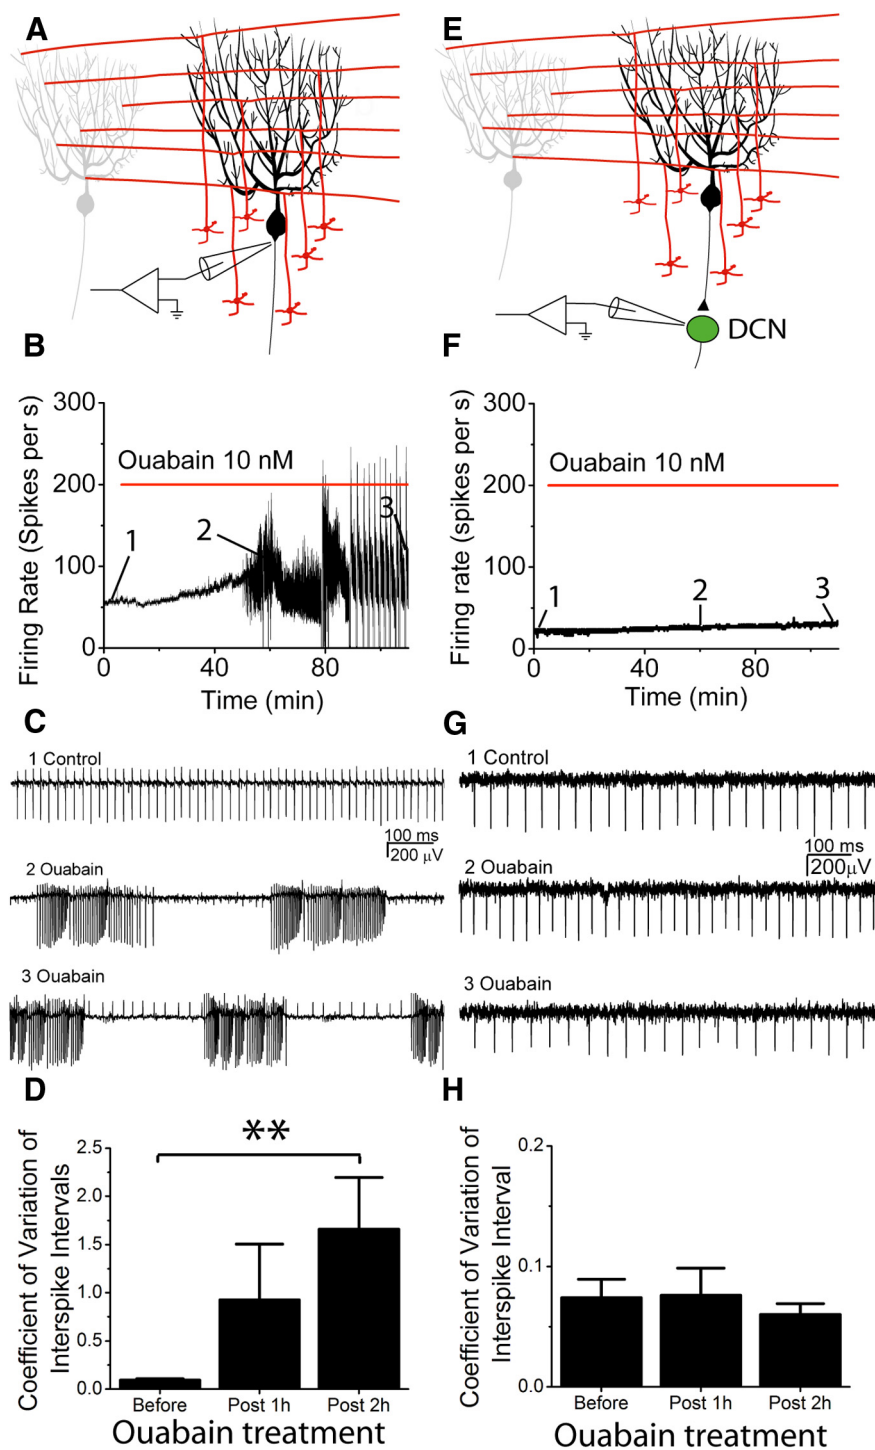 A
E
DCN
B
Firing Rate (Spikes per s)
300
200
100
0
Ouabain 10 nM
1
2
3
0
40
80
Time (min)
F
Firing rate (spikes per s)
300
200
100
0
Ouabain 10 nM
1
2
3
0
40
80
Time (min)
C
1 Control
100 ms
200 μV
2 Ouabain
3 Ouabain
G
1 Control
100 ms
200μV
2 Ouabain
3 Ouabain
D
Coefficient of Variation of
Interspike Intervals
2.5
2.0
1.5
1.0
0.5
0.0
**
Before
Post 1h
Post 2h
Ouabain treatment
H
Coefficient of Variation of
Interspike Interval
0.2
0.1
0.0
Before
Post 1h
Post 2h
Ouabain treatment